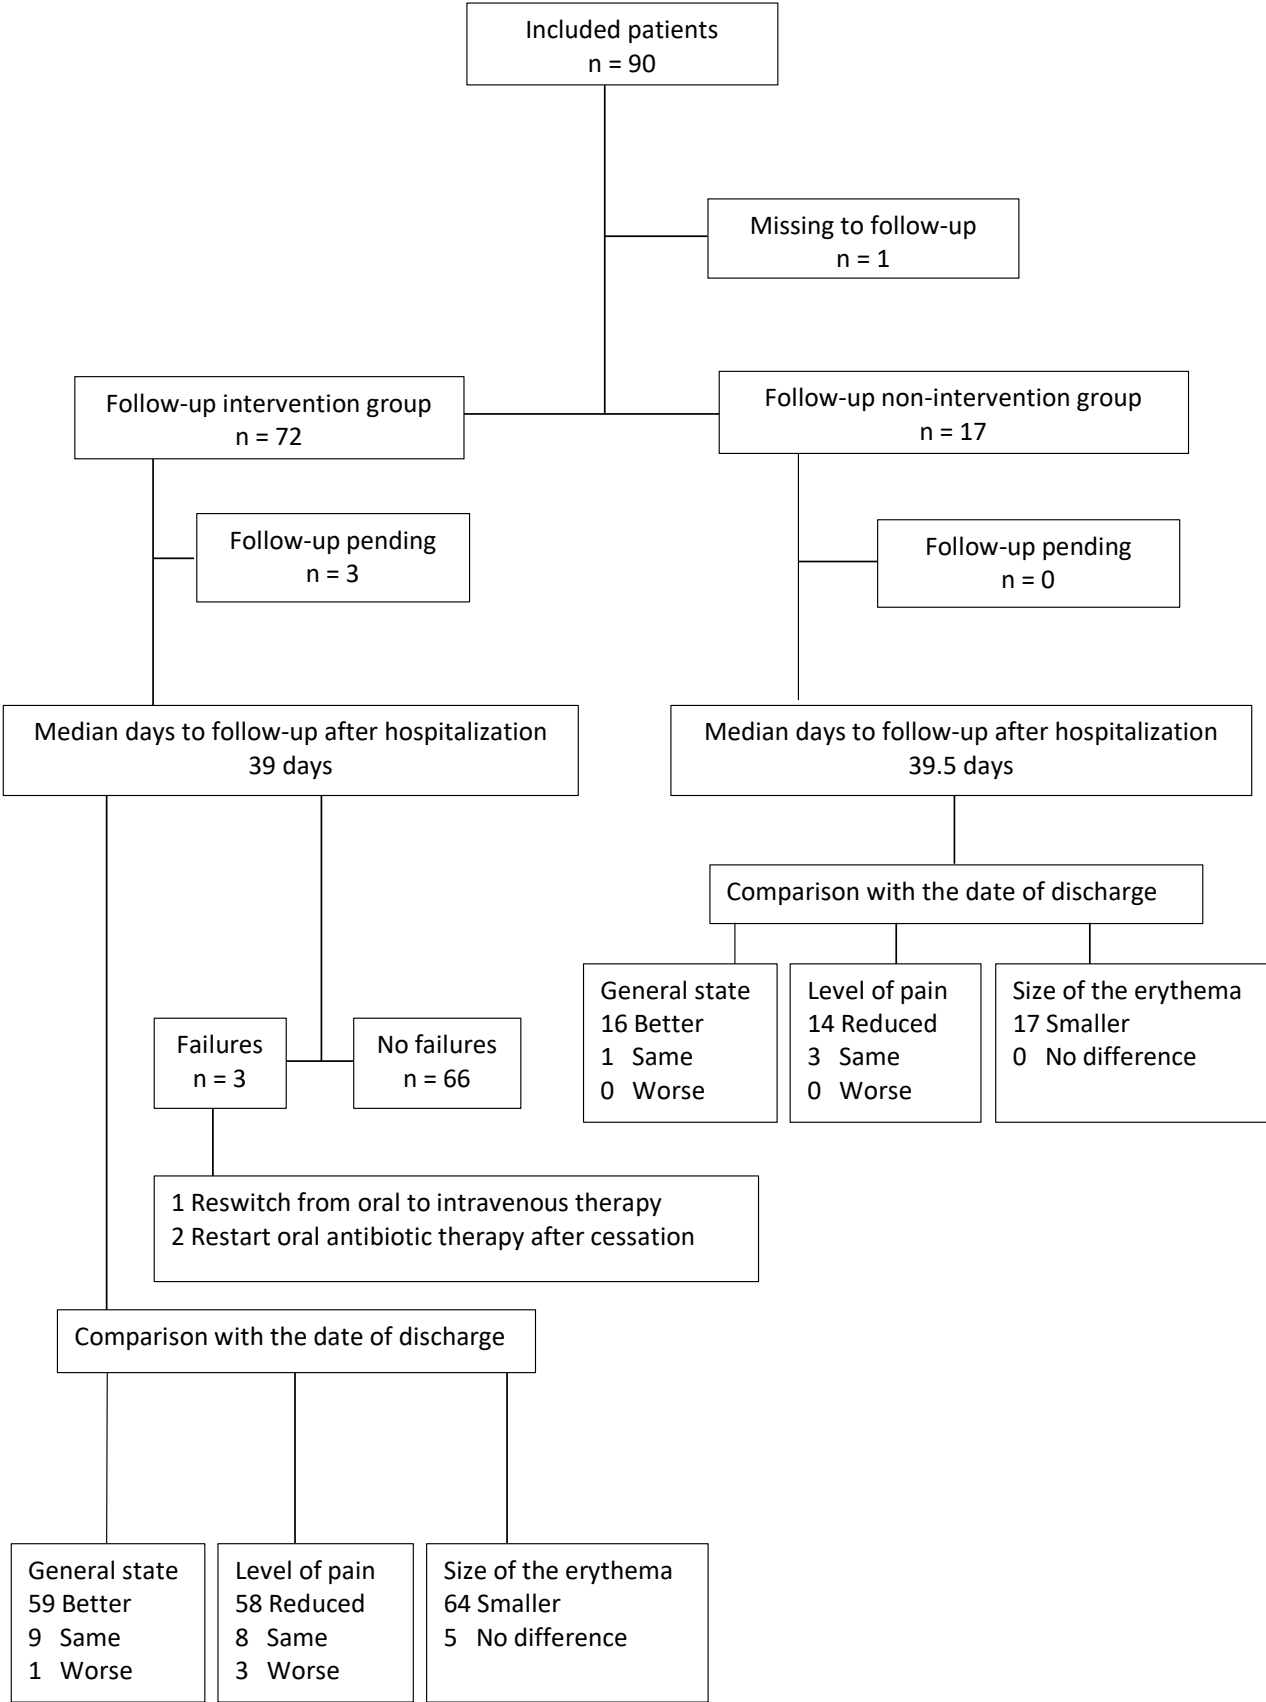 Included patients
n = 90
Missing to follow-up
n = 1
Follow-up intervention group
n = 72
Follow-up non-intervention group
n = 17
Follow-up pending
n = 3
Follow-up pending
n = 0
Median days to follow-up after hospitalization
39 days
Median days to follow-up after hospitalization
39.5 days
Comparison with the date of discharge
General state
16 Better
1 Same
0 Worse
Level of pain
14 Reduced
3 Same
0 Worse
Size of the erythema
17 Smaller
0 No difference
Failures
n = 3
No failures
n = 66
1 Reswitch from oral to intravenous therapy
2 Restart oral antibiotic therapy after cessation
Comparison with the date of discharge
General state
59 Better
9 Same
1 Worse
Level of pain
58 Reduced
8 Same
3 Worse
Size of the erythema
64 Smaller
5 No difference